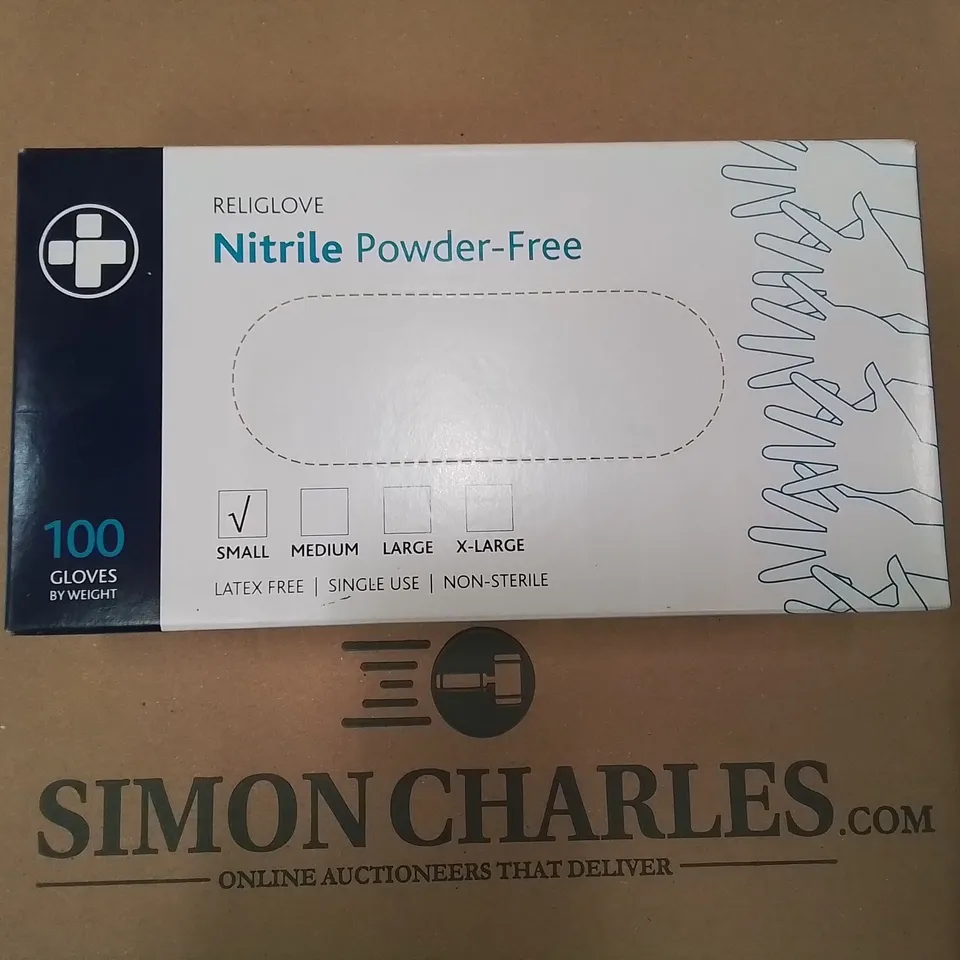 RELIGLOVE
Nitrile Powder-Free
100
GLOVES
BY WEIGHT
√
SMALL MEDIUM LARGE X-LARGE
LATEX FREE | SINGLE USE | NON-STERILE
SIMON CHARLES.COM
ONLINE AUCTIONEERS THAT DELIVER